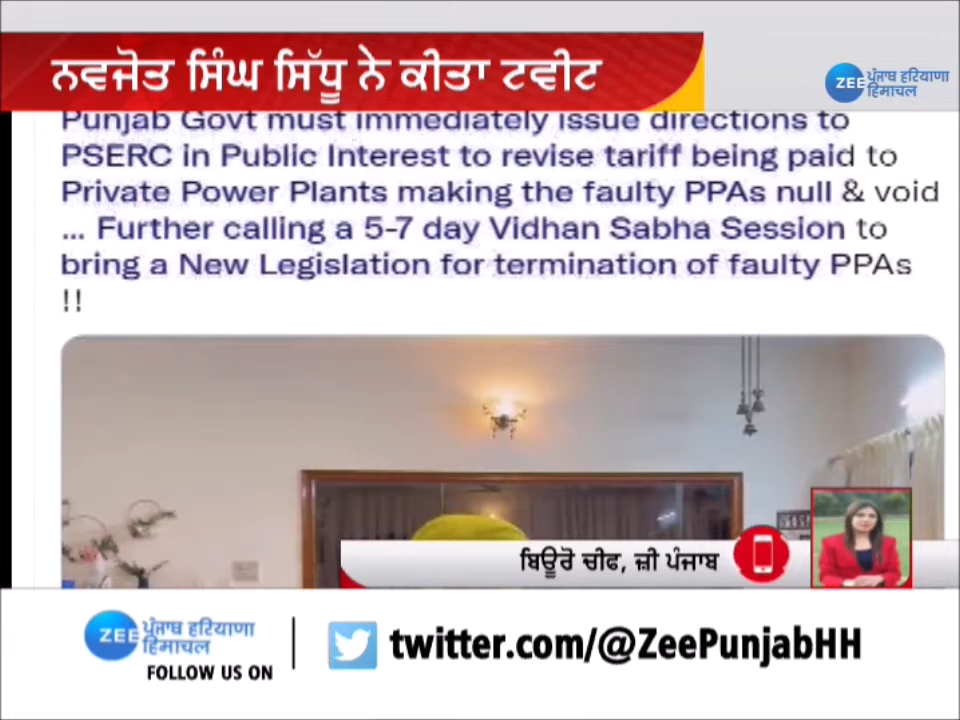 ਨਵਜੋਤ ਸਿੰਘ ਸਿੱਧੂ ਨੇ ਕੀਤਾ ਟਵੀਟ
ZEE ਪੰਜਾਬ ਹਰਿਆਣਾ
ਹਿਮਾਚਲ
Punjab Govt must immediately issue directions to
PSERC in Public Interest to revise tariff being paid to
Private Power Plants making the faulty PPAs null & void
... Further calling a 5-7 day Vidhan Sabha Session to
bring a New Legislation for termination of faulty PPAs
!!
ਬਿਊਰੋ ਚੀਫ, ਜ਼ੀ ਪੰਜਾਬ
ZEE ਪੰਜਾਬ ਹਰਿਆਣਾ
ਹਿਮਾਚਲ
FOLLOW US ON
twitter.com/@ZeePunjabHH